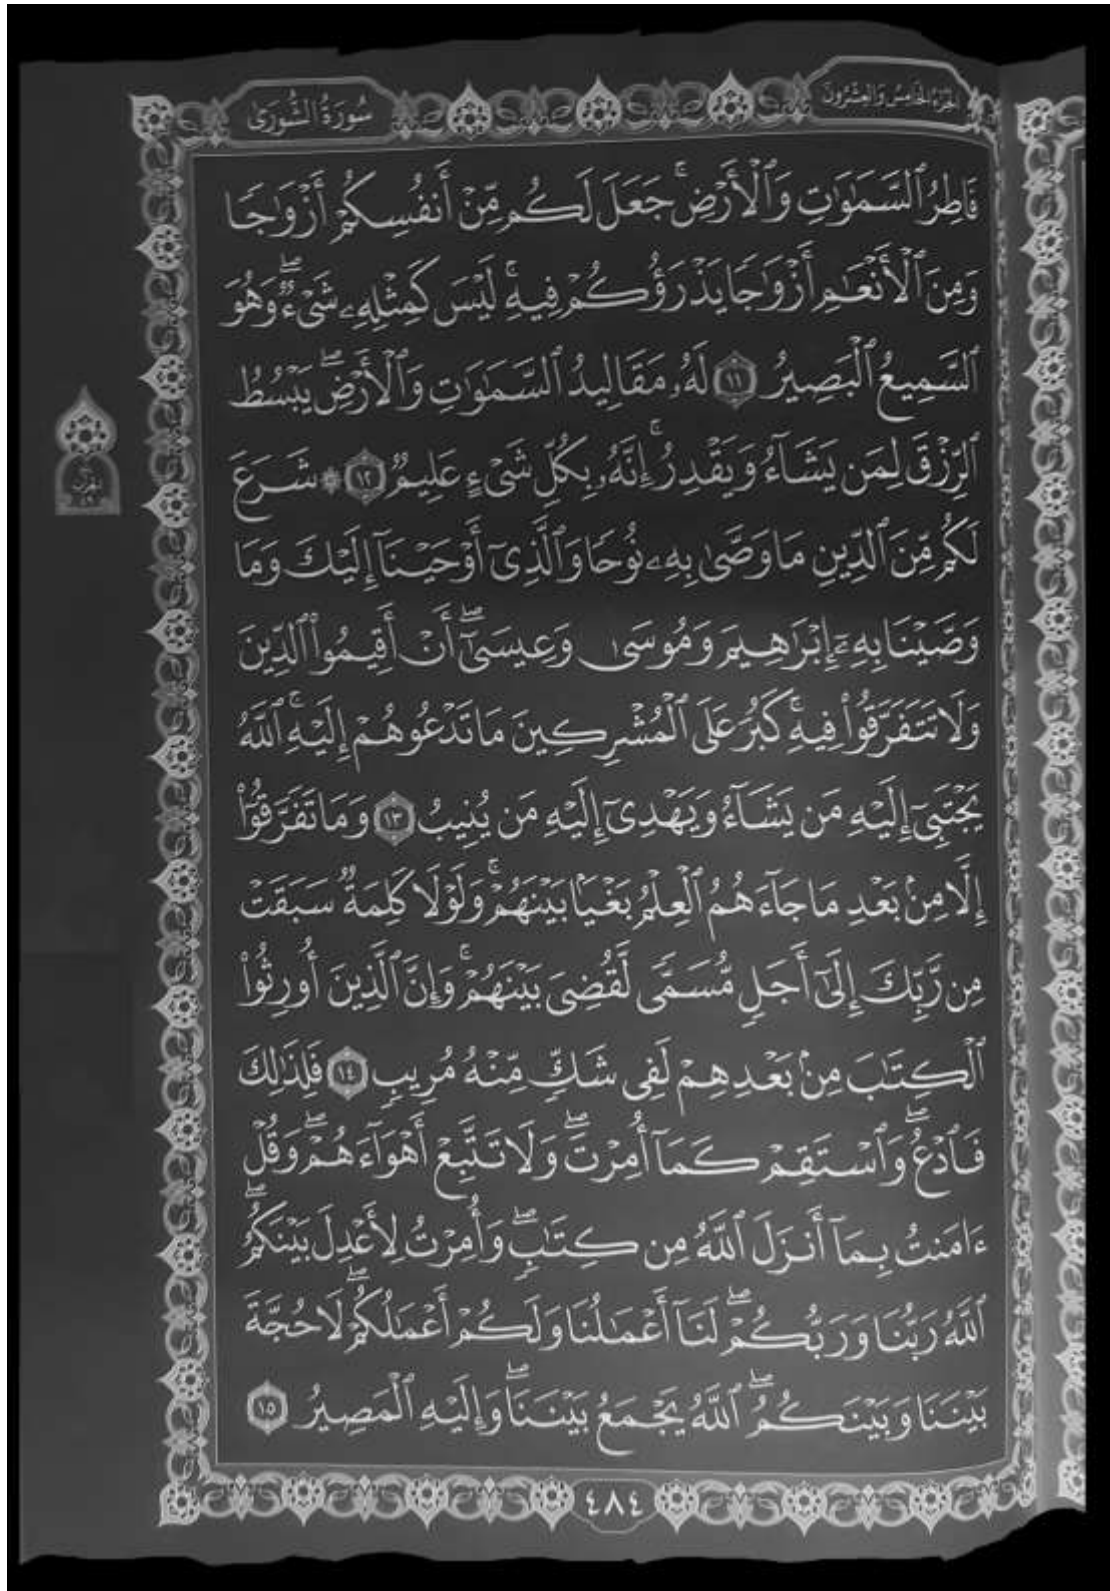 الجزء الخامس والعشرون
سُورَةُ الشُّورَىٰ
فَاطِرُ ٱلسَّمَٰوَٰتِ وَٱلْأَرْضِ ۚ جَعَلَ لَكُم مِّنْ أَنفُسِكُمْ أَزْوَٰجًا
وَمِنَ ٱلْأَنْعَٰمِ أَزْوَٰجًا يَذْرَؤُكُمْ فِيهِ ۚ لَيْسَ كَمِثْلِهِۦ شَىْءٌ ۖ وَهُوَ
ٱلسَّمِيعُ ٱلْبَصِيرُ ١١ لَهُۥ مَقَالِيدُ ٱلسَّمَٰوَٰتِ وَٱلْأَرْضِ ۖ يَبْسُطُ
ٱلرِّزْقَ لِمَن يَشَآءُ وَيَقْدِرُ ۚ إِنَّهُۥ بِكُلِّ شَىْءٍ عَلِيمٌ ١٢ ۞ شَرَعَ
لَكُم مِّنَ ٱلدِّينِ مَا وَصَّىٰ بِهِۦ نُوحًا وَٱلَّذِىٓ أَوْحَيْنَآ إِلَيْكَ وَمَا
وَصَّيْنَا بِهِۦٓ إِبْرَٰهِيمَ وَمُوسَىٰ وَعِيسَىٰٓ ۖ أَنْ أَقِيمُوا۟ ٱلدِّينَ
وَلَا تَتَفَرَّقُوا۟ فِيهِ ۚ كَبُرَ عَلَى ٱلْمُشْرِكِينَ مَا تَدْعُوهُمْ إِلَيْهِ ۚ ٱللَّهُ
يَجْتَبِىٓ إِلَيْهِ مَن يَشَآءُ وَيَهْدِىٓ إِلَيْهِ مَن يُنِيبُ ١٣ وَمَا تَفَرَّقُوٓا۟
إِلَّا مِنۢ بَعْدِ مَا جَآءَهُمُ ٱلْعِلْمُ بَغْيًۢا بَيْنَهُمْ ۚ وَلَوْلَا كَلِمَةٌ سَبَقَتْ
مِن رَّبِّكَ إِلَىٰٓ أَجَلٍ مُّسَمًّى لَّقُضِىَ بَيْنَهُمْ ۚ وَإِنَّ ٱلَّذِينَ أُورِثُوا۟
ٱلْكِتَٰبَ مِنۢ بَعْدِهِمْ لَفِى شَكٍّ مِّنْهُ مُرِيبٍ ١٤ فَلِذَٰلِكَ
فَٱدْعُ ۖ وَٱسْتَقِمْ كَمَآ أُمِرْتَ ۖ وَلَا تَتَّبِعْ أَهْوَآءَهُمْ ۖ وَقُلْ
ءَامَنتُ بِمَآ أَنزَلَ ٱللَّهُ مِن كِتَٰبٍ ۖ وَأُمِرْتُ لِأَعْدِلَ بَيْنَكُمُ ۖ
ٱللَّهُ رَبُّنَا وَرَبُّكُمْ ۖ لَنَآ أَعْمَٰلُنَا وَلَكُمْ أَعْمَٰلُكُمْ ۖ لَا حُجَّةَ
بَيْنَنَا وَبَيْنَكُمُ ۖ ٱللَّهُ يَجْمَعُ بَيْنَنَا ۖ وَإِلَيْهِ ٱلْمَصِيرُ ١٥
٤٨٤